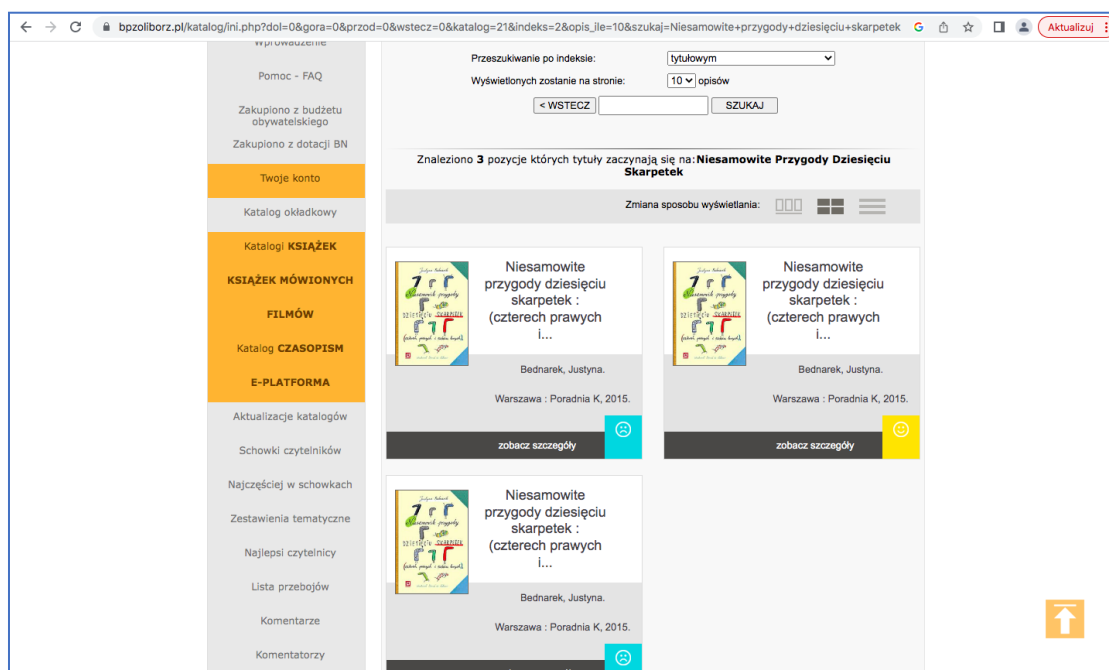 bpzoliborz.pl/katalog/ini.php?dol=0&gora=0&przod=0&wstecz=0&katalog=21&indeks=2&opis_ile=10&szukaj=Niesamowite+przygody+dziesięciu+skarpetek
Aktualizuj
Wprowadzenie
Pomoc - FAQ
Zakupiono z budżetu
obywatelskiego
Zakupiono z dotacji BN
Twoje konto
Katalog okładkowy
Katalogi KSIĄŻEK
KSIĄŻEK MÓWIONYCH
FILMÓW
Katalog CZASOPISM
E-PLATFORMA
Aktualizacje katalogów
Schowki czytelników
Najczęściej w schowkach
Zestawienia tematyczne
Najlepsi czytelnicy
Lista przebojów
Komentarze
Komentatorzy
Przeszukiwanie po indeksie: tytułowym
Wyświetlonych zostanie na stronie: 10 opisów
< WSTECZ SZUKAJ
Znaleziono 3 pozycje których tytuły zaczynają się na:Niesamowite Przygody Dziesięciu
Skarpetek
Zmiana sposobu wyświetlania:
Niesamowite
przygody dziesięciu
skarpetek :
(czterech prawych
i...
Bednarek, Justyna.
Warszawa : Poradnia K, 2015.
zobacz szczegóły
Niesamowite
przygody dziesięciu
skarpetek :
(czterech prawych
i...
Bednarek, Justyna.
Warszawa : Poradnia K, 2015.
zobacz szczegóły
Niesamowite
przygody dziesięciu
skarpetek :
(czterech prawych
i...
Bednarek, Justyna.
Warszawa : Poradnia K, 2015.